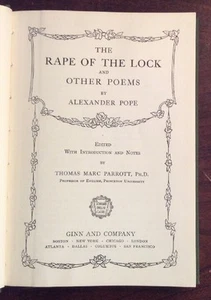 THE
RAPE OF THE LOCK
AND
OTHER POEMS
BY
ALEXANDER POPE
EDITED
WITH INTRODUCTION AND NOTES
BY
THOMAS MARC PARROTT, PH.D.
PROFESSOR OF ENGLISH, PRINCETON UNIVERSITY
GINN AND COMPANY
BOSTON · NEW YORK · CHICAGO · LONDON
ATLANTA · DALLAS · COLUMBUS · SAN FRANCISCO